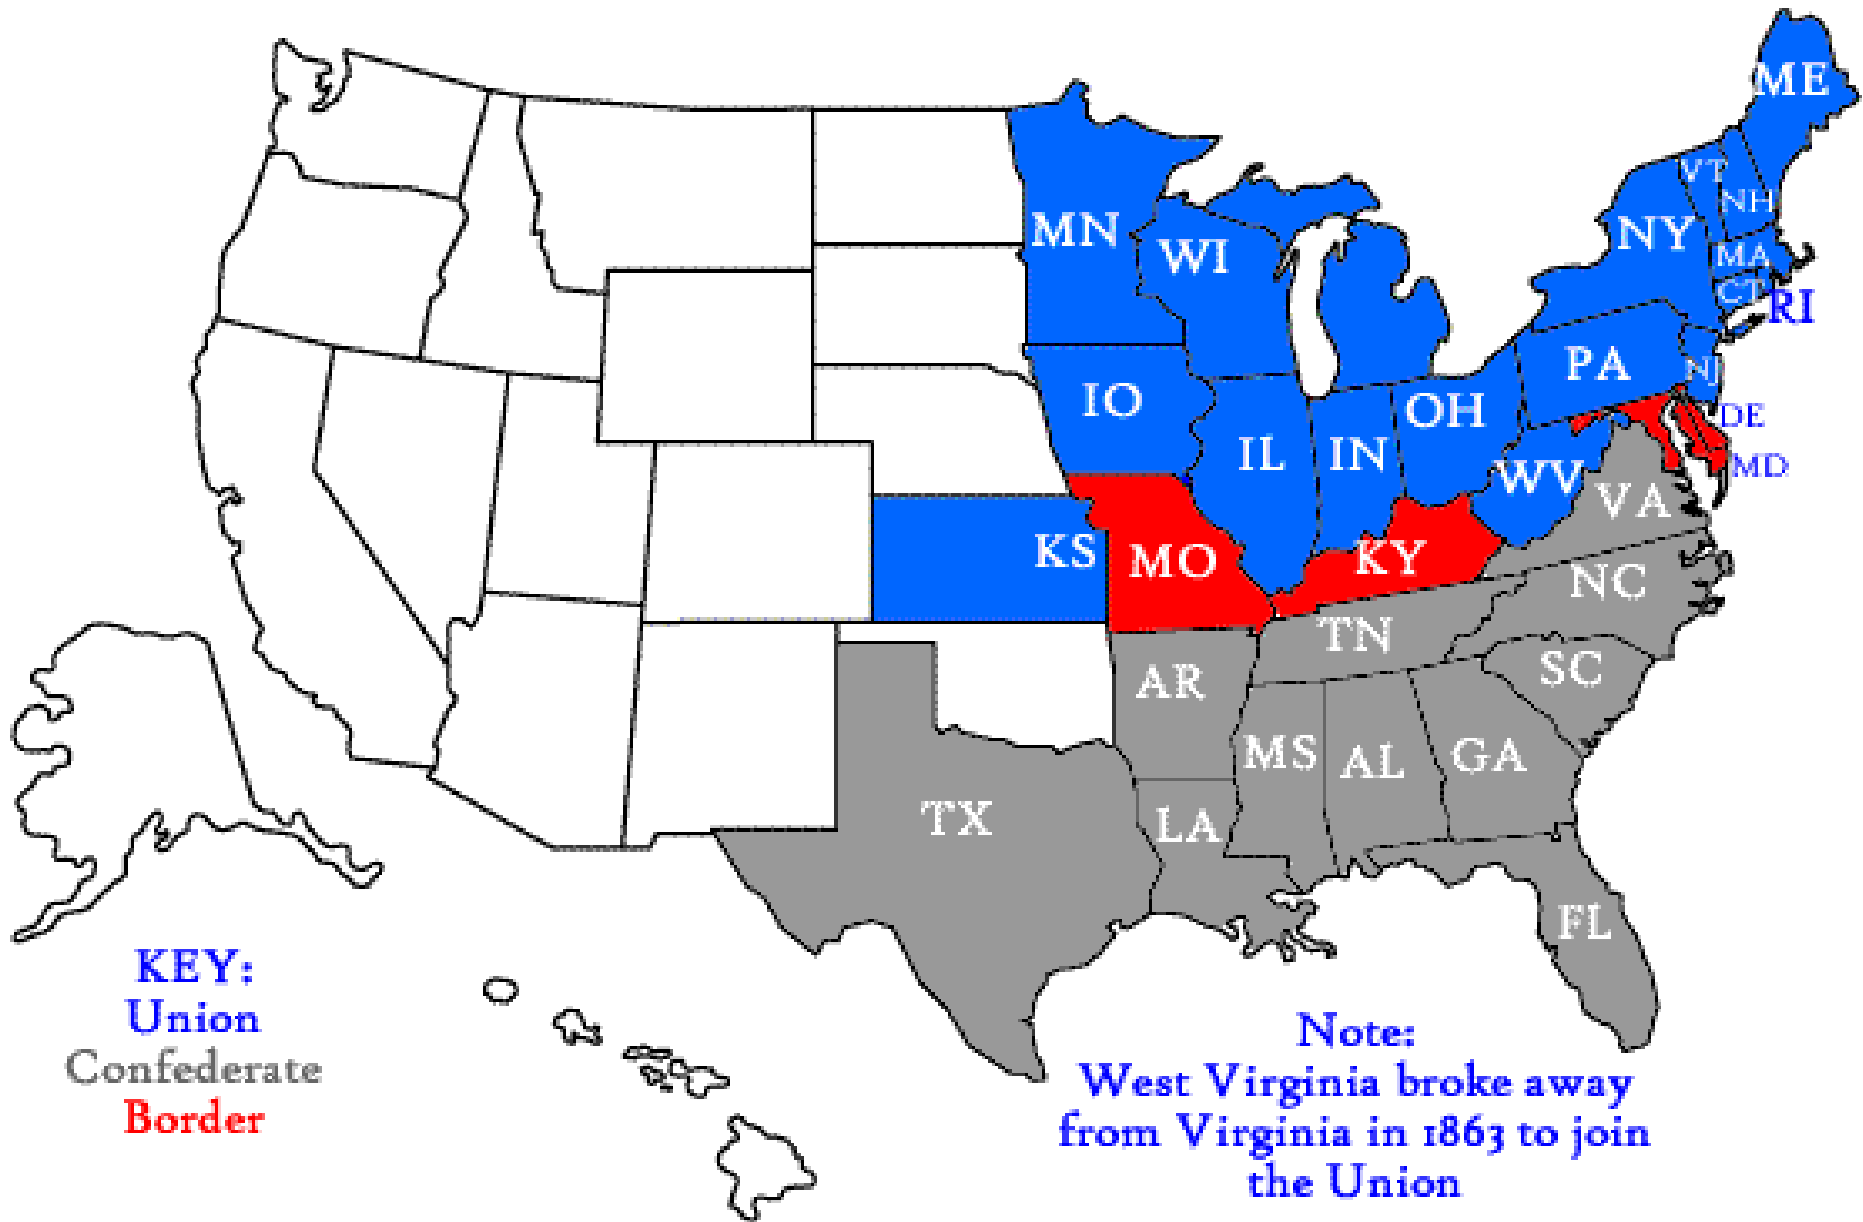 ME
VT
NH
MN
NY
WI
MA
CT
RI
PA
NJ
IO
OH
DE
IL
IN
WV
MD
VA
KS
MO
KY
NC
TN
SC
AR
MS
AL
GA
TX
LA
FL
KEY:
Union
Confederate
Border
Note:
West Virginia broke away
from Virginia in 1863 to join
the Union